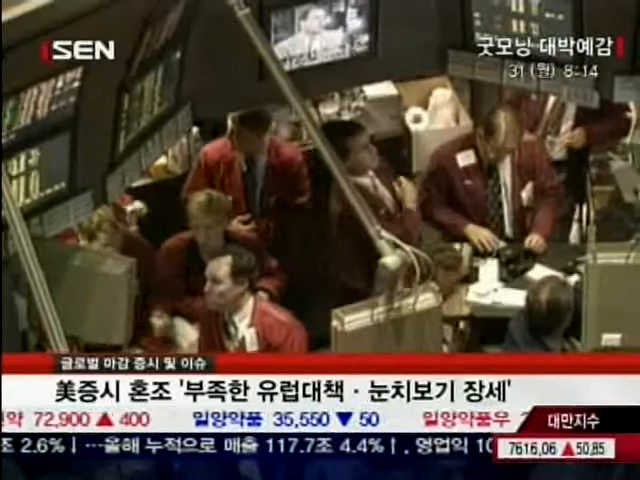 SEN
굿모닝 대박예감
31 (월) 8:14
글로벌 마감 증시 및 이슈
美증시 혼조 '부족한 유럽대책·눈치보기 장세'
약 72,900 ▲ 400 일양약품 35,550 ▼ 50 일양약품우
대만지수
조 2.6%↓ ···올해 누적으로 매출 117.7조 4.4%↑, 영업익 10
7616,06 ▲50,85